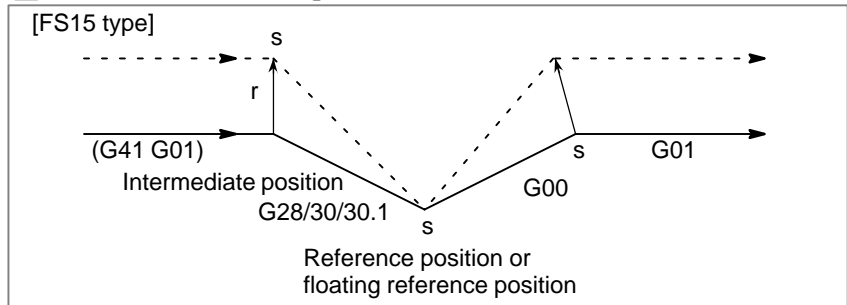 [FS15 type]
s
r
(G41 G01)
s
G01
Intermediate position
G00
G28/30/30.1
s
Reference position or
floating reference position